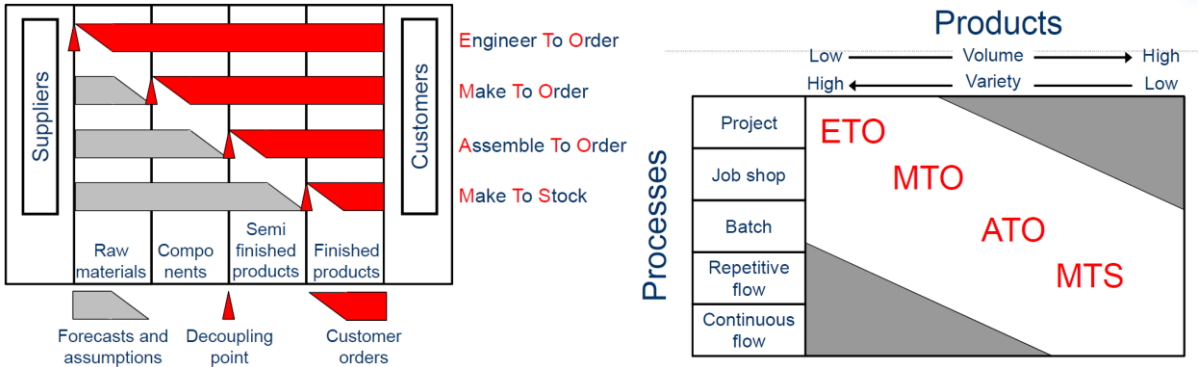 Suppliers
Customers
Engineer To Order
Make To Order
Assemble To Order
Make To Stock
Raw
materials
Compo
nents
Semi
finished
products
Finished
products
Forecasts and
assumptions
Decoupling
point
Customer
orders
Products
Low Volume High
High Variety Low
Processes
Project
Job shop
Batch
Repetitive
flow
Continuous
flow
ETO
MTO
ATO
MTS